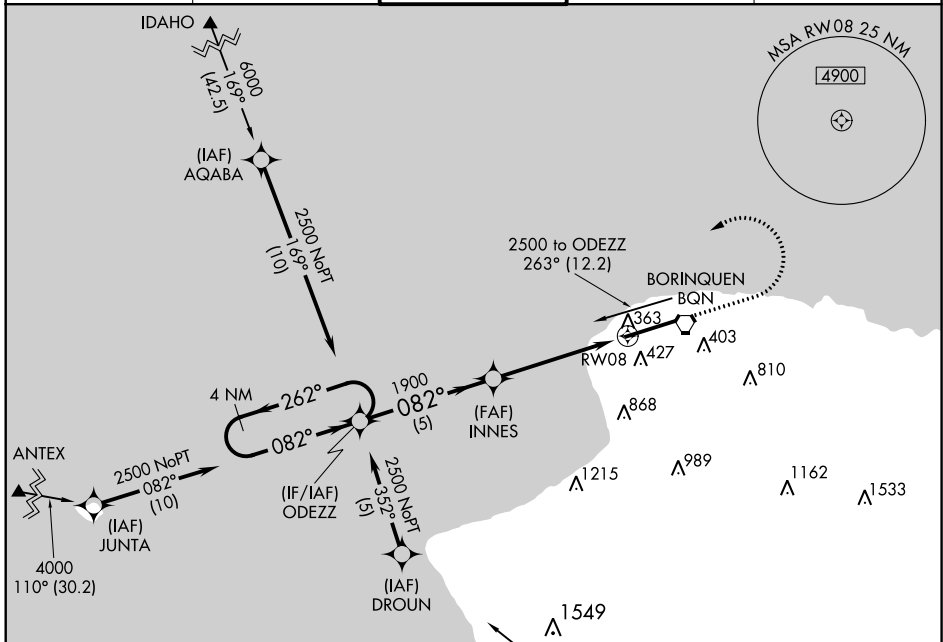 IDAHO
6000
169°
(42.5)
(IAF)
AQABA
2500 NoPT
169°
(10)
MSA RW08 25 NM
4900
2500 to ODEZZ
263° (12.2)
BORINQUEN
BQN
363
RW08
427
403
810
868
4 NM
262°
082°
1900
082°
(5)
(FAF)
INNES
(IF/IAF)
ODEZZ
ANTEX
2500 NoPT
082°
(10)
(IAF)
JUNTA
4000
110° (30.2)
2500 NoPT
352°
(5)
(IAF)
DROUN
1215
989
1162
1533
1549